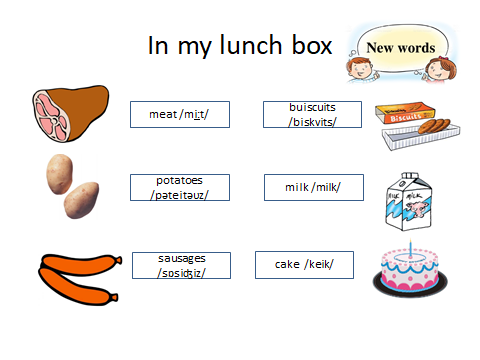 In my lunch box
New words
meat /mi:t/
buiscuits
/biskvits/
Biscuits
potatoes
/pəteitəuz/
milk /milk/
MILK MILK
sausages
/sɒsiʤiz/
cake /keik/